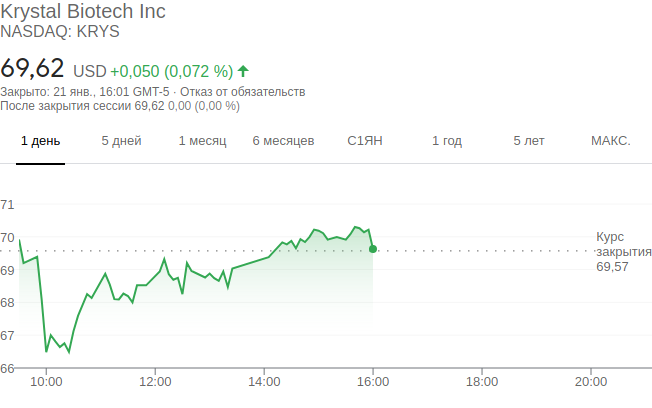 Krystal Biotech Inc
NASDAQ: KRYS
69,62 USD +0,050 (0,072 %)
Закрыто: 21 янв., 16:01 GMT-5 · Отказ от обязательств
После закрытия сессии 69,62 0,00 (0,00 %)
1 день 5 дней 1 месяц 6 месяцев С1ЯН 1 год 5 лет МАКС.
71
70
69
68
67
66
Курс
закрытия
69,57
10:00 12:00 14:00 16:00 18:00 20:00